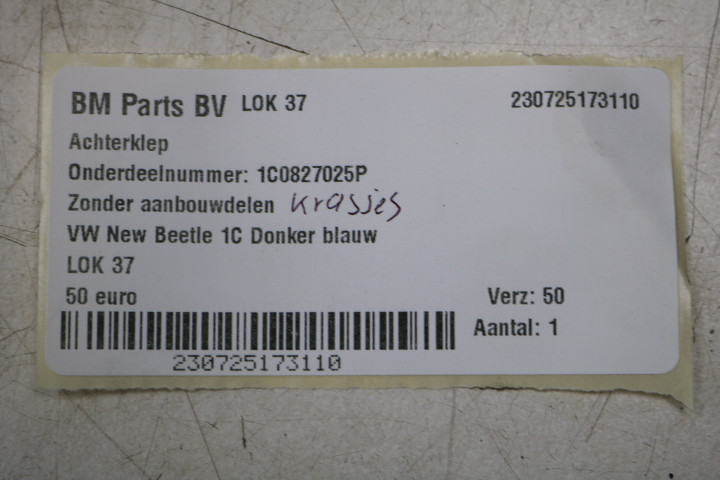 BM Parts BV LOK 37 230725173110
Achterklep
Onderdeelnummer: 1C0827025P
Zonder aanbouwdelen krasjes
VW New Beetle 1C Donker blauw
LOK 37
50 euro Verz: 50
Aantal: 1
230725173110